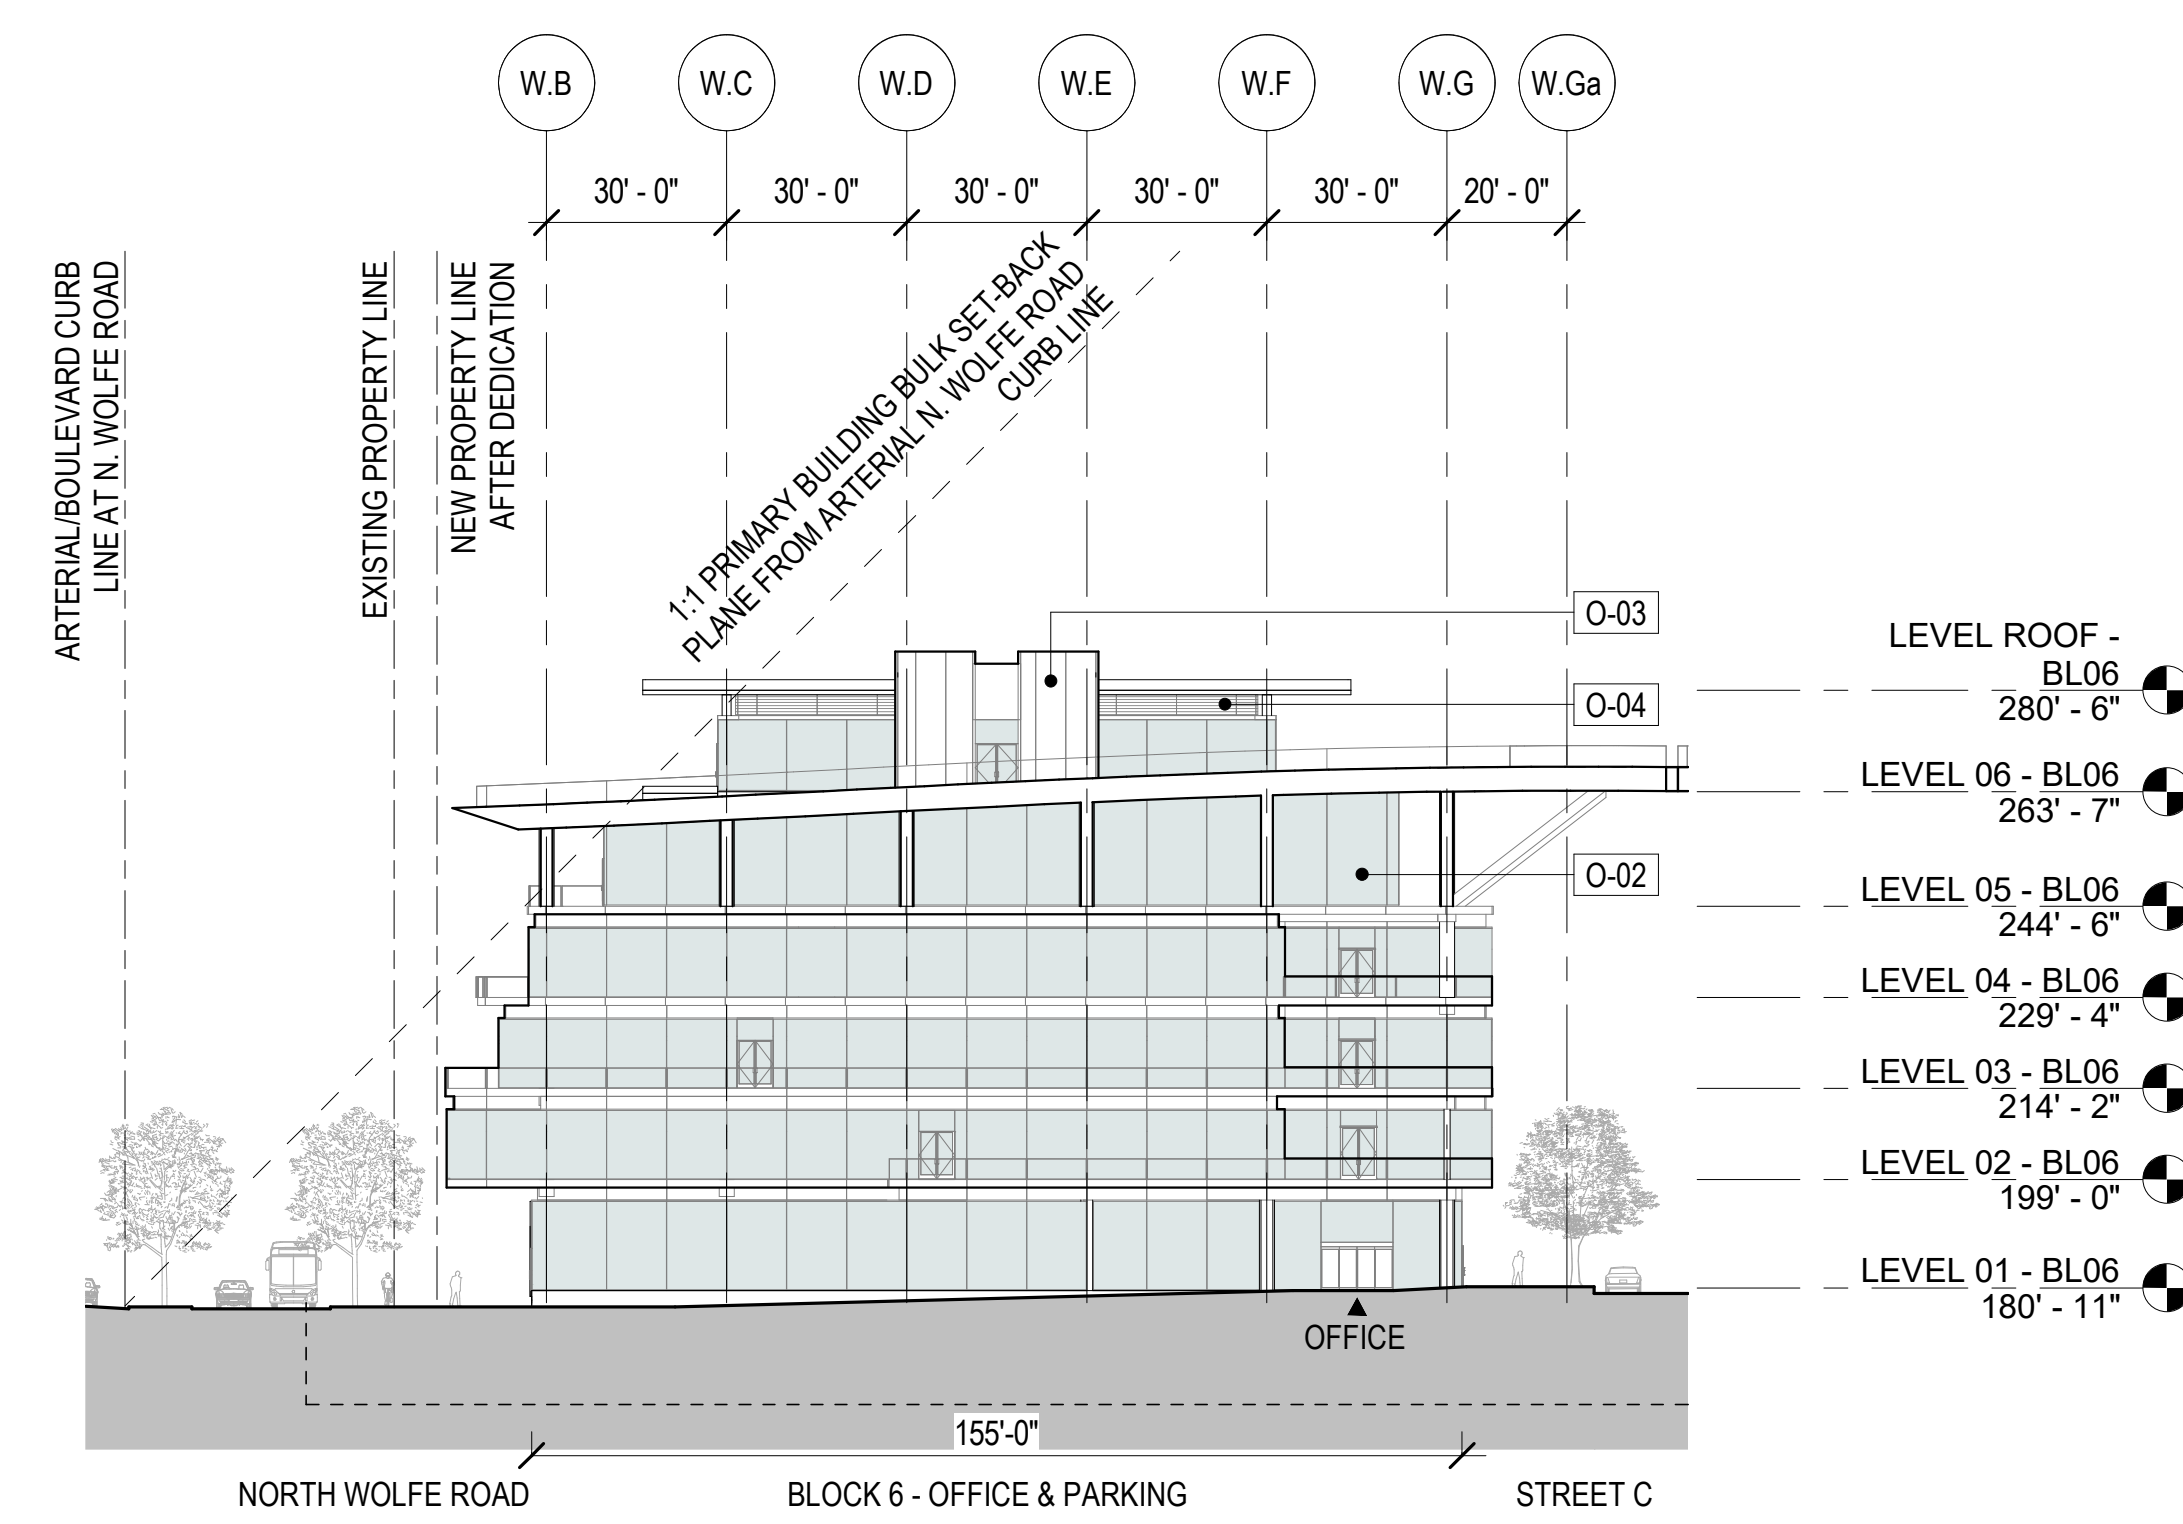 W.B
W.C
W.D
W.E
W.F
W.G
W.Ga
30' - 0"
30' - 0"
30' - 0"
30' - 0"
30' - 0"
20' - 0"
ARTERIAL/BOULEVARD CURB
LINE AT N. WOLFE ROAD
EXISTING PROPERTY LINE
NEW PROPERTY LINE
AFTER DEDICATION
1:1 PRIMARY BUILDING BULK SET-BACK
PLANE FROM ARTERIAL N. WOLFE ROAD
CURB LINE
O-03
O-04
O-02
LEVEL ROOF -
BL06
280' - 6"
LEVEL 06 - BL06
263' - 7"
LEVEL 05 - BL06
244' - 6"
LEVEL 04 - BL06
229' - 4"
LEVEL 03 - BL06
214' - 2"
LEVEL 02 - BL06
199' - 0"
LEVEL 01 - BL06
180' - 11"
OFFICE
155'-0"
NORTH WOLFE ROAD
BLOCK 6 - OFFICE & PARKING
STREET C